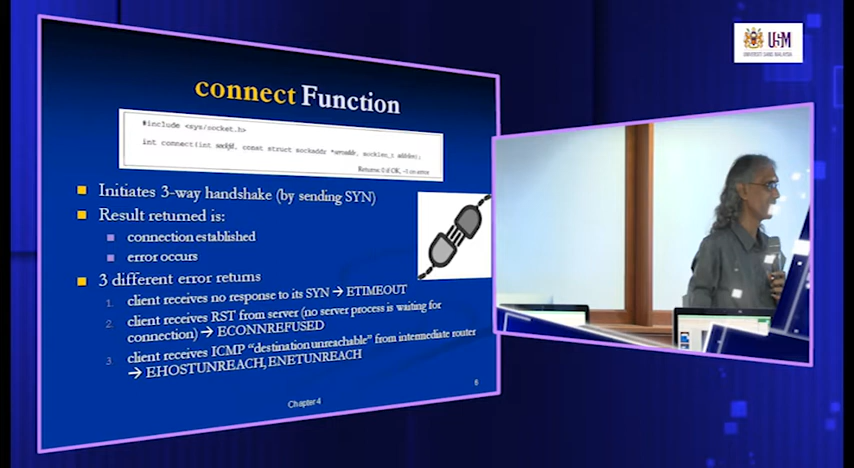 USM
UNIVERSITI SAINS MALAYSIA
connect Function
#include <sys/socket.h>
int connect(int sockfd, const struct sockaddr *servaddr, socklen_t addrlen);
Returns: 0 if OK, -1 on error
Initiates 3-way handshake (by sending SYN)
Result returned is:
connection established
error occurs
3 different error returns
1. client receives no response to its SYN → ETIMEOUT
2. client receives RST from server (no server process is waiting for
connection) → ECONNREFUSED
3. client receives ICMP “destination unreachable” from intermediate router
→ EHOSTUNREACH, ENETUNREACH
Chapter 4
6